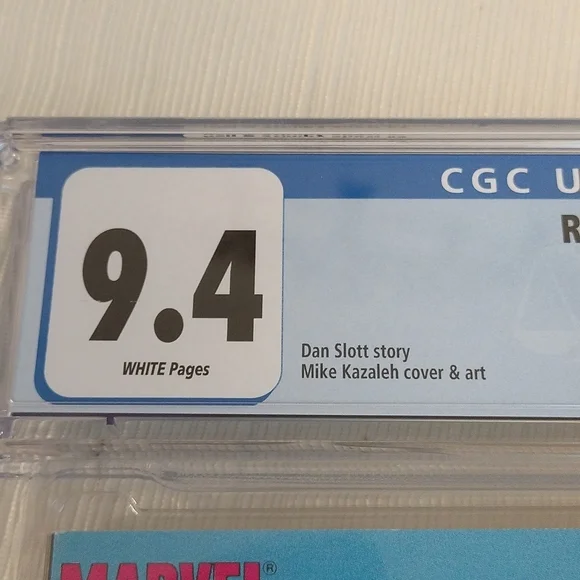 CGC U
R
9.4
WHITE Pages
Dan Slott story
Mike Kazaleh cover & art
MARVEL®